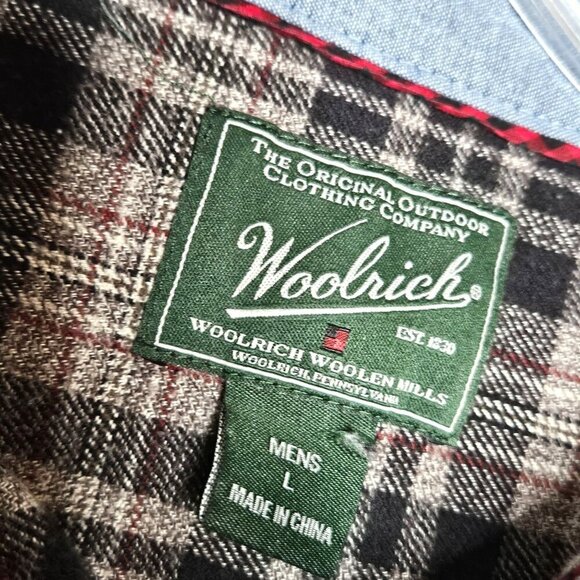 THE ORIGINAL OUTDOOR
CLOTHING COMPANY
Woolrich®
EST. 1830
WOOLRICH WOOLEN MILLS
WOOLRICH, PENNSYLVANIA
MENS
L
MADE IN CHINA